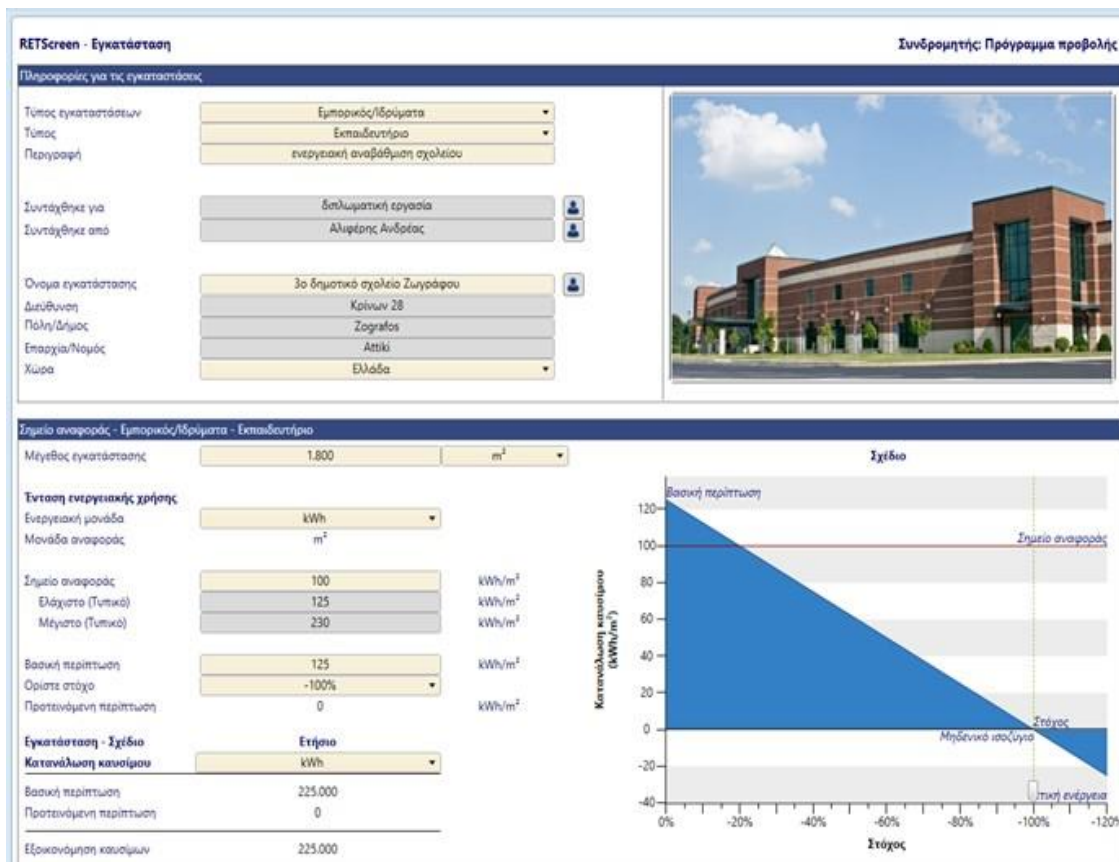 RETScreen - Εγκατάσταση Συνδρομητής: Πρόγραμμα προβολής
Πληροφορίες για τις εγκαταστάσεις
Τύπος εγκαταστάσεων Εμπορικός/Ιδρύματα
Τύπος Εκπαιδευτήριο
Περιγραφή ενεργειακή αναβάθμιση σχολείου
Συντάχθηκε για διπλωματική εργασία
Συντάχθηκε από Αλιφέρης Ανδρέας
Όνομα εγκατάστασης 3ο δημοτικό σχολείο Ζωγράφου
Διεύθυνση Κρίνων 28
Πόλη/Δήμος Zografos
Επαρχία/Νομός Attiki
Χώρα Ελλάδα
Σημείο αναφοράς - Εμπορικός/Ιδρύματα - Εκπαιδευτήριο
Μέγεθος εγκατάστασης 1.800 m²
Ένταση ενεργειακής χρήσης
Ενεργειακή μονάδα kWh
Μονάδα αναφοράς m²
Σημείο αναφοράς 100 kWh/m²
Ελάχιστο (Τυπικό) 125 kWh/m²
Μέγιστο (Τυπικό) 230 kWh/m²
Βασική περίπτωση 125 kWh/m²
Ορίστε στόχο -100%
Προτεινόμενη περίπτωση 0 kWh/m²
Εγκατάσταση - Σχέδιο Ετήσιο
Κατανάλωση καυσίμου kWh
Βασική περίπτωση 225.000
Προτεινόμενη περίπτωση 0
Εξοικονόμηση καυσίμων 225.000
Σχέδιο
Βασική περίπτωση
Σημείο αναφοράς
Στόχος
Μηδενικό ισοζύγιο
τική ενέργεια
Κατανάλωση καυσίμου
(kWh/m²)
120
100
80
60
40
20
0
-20
-40
0% -20% -40% -60% -80% -100% -120%
Στόχος